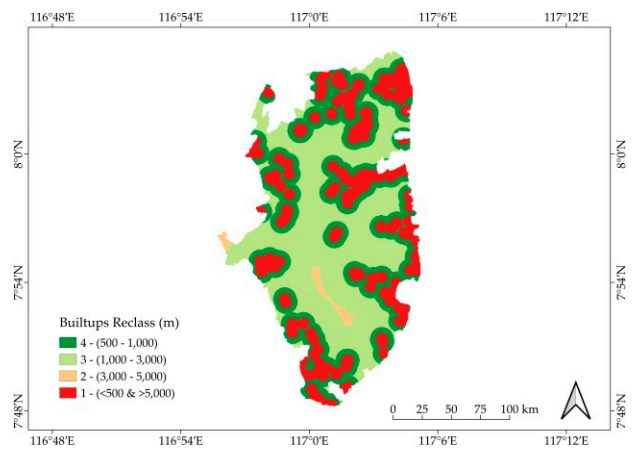 116°48'E 116°54'E 117°0'E 117°6'E 117°12'E
8°0'N 8°0'N
7°54'N 7°54'N
Builtups Reclass (m)
4 - (500 - 1,000)
3 - (1,000 - 3,000)
2 - (3,000 - 5,000)
1 - (<500 & >5,000)
0 25 50 75 100 km
7°48'N 7°48'N
116°48'E 116°54'E 117°0'E 117°6'E 117°12'E